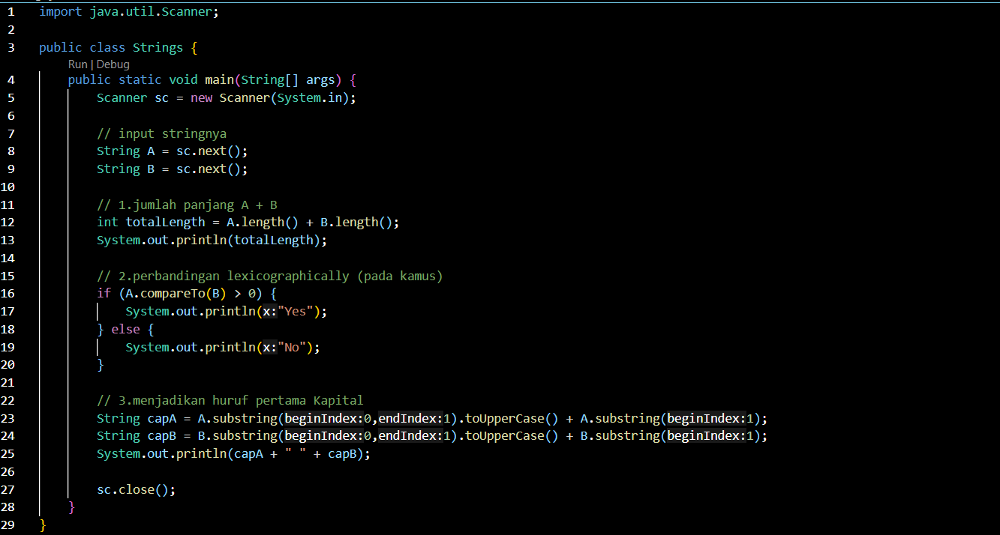 1 import java.util.Scanner;
2
3 public class Strings {
Run | Debug
4 public static void main(String[] args) {
5 Scanner sc = new Scanner(System.in);
6
7 // input stringnya
8 String A = sc.next();
9 String B = sc.next();
10
11 // 1.jumlah panjang A + B
12 int totalLength = A.length() + B.length();
13 System.out.println(totalLength);
14
15 // 2.perbandingan lexicographically (pada kamus)
16 if (A.compareTo(B) > 0) {
17 System.out.println(x:"Yes");
18 } else {
19 System.out.println(x:"No");
20 }
21
22 // 3.menjadikan huruf pertama Kapital
23 String capA = A.substring(beginIndex:0,endIndex:1).toUpperCase() + A.substring(beginIndex:1);
24 String capB = B.substring(beginIndex:0,endIndex:1).toUpperCase() + B.substring(beginIndex:1);
25 System.out.println(capA + " " + capB);
26
27 sc.close();
28 }
29 }